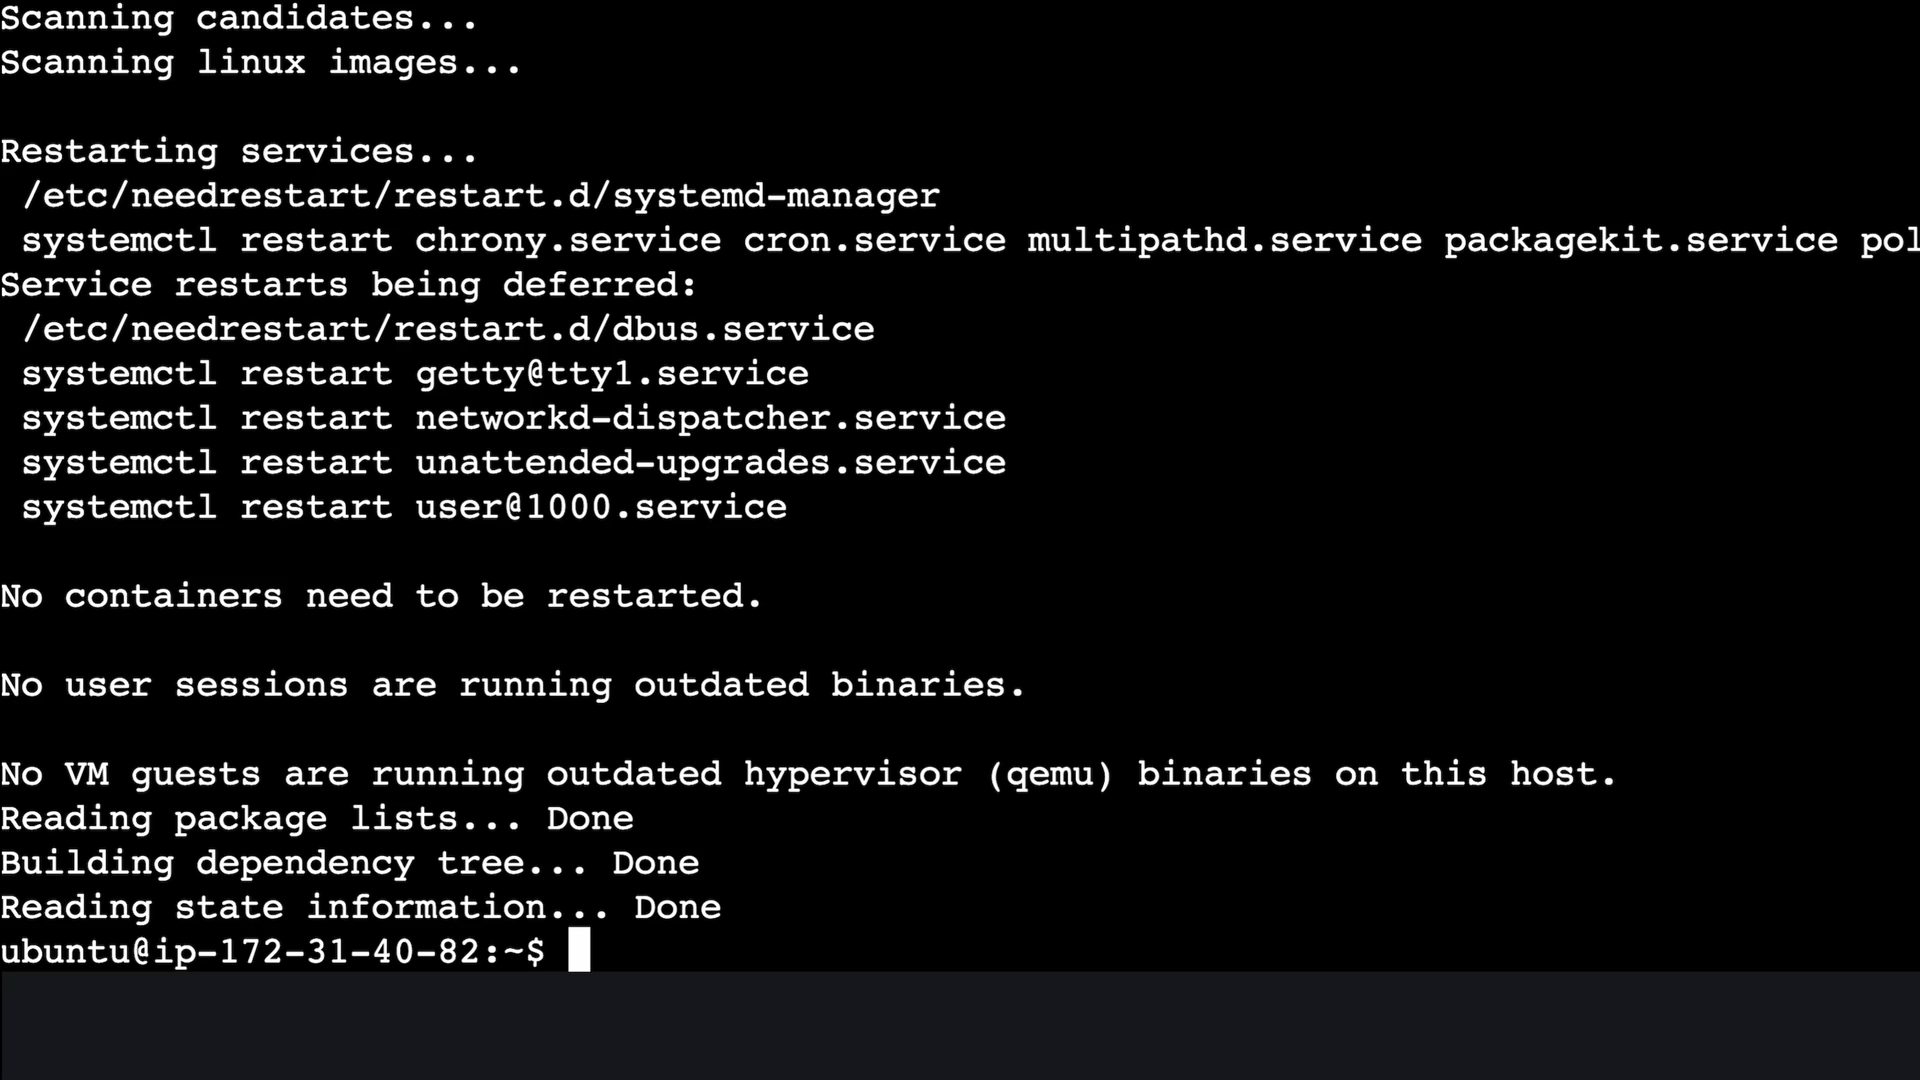 Scanning candidates...
Scanning linux images...
Restarting services...
/etc/needrestart/restart.d/systemd-manager
systemctl restart chrony.service cron.service multipathd.service packagekit.service pol
Service restarts being deferred:
/etc/needrestart/restart.d/dbus.service
systemctl restart getty@tty1.service
systemctl restart networkd-dispatcher.service
systemctl restart unattended-upgrades.service
systemctl restart user@1000.service
No containers need to be restarted.
No user sessions are running outdated binaries.
No VM guests are running outdated hypervisor (qemu) binaries on this host.
Reading package lists... Done
Building dependency tree... Done
Reading state information... Done
ubuntu@ip-172-31-40-82:~$